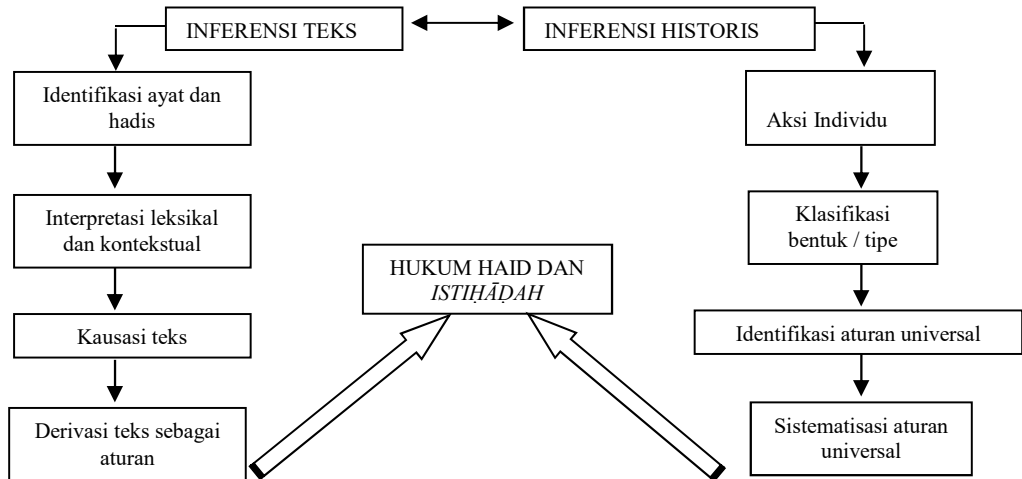 INFERENSI TEKS
INFERENSI HISTORIS
Identifikasi ayat dan
hadis
Interpretasi leksikal
dan kontekstual
Kausasi teks
Derivasi teks sebagai
aturan
HUKUM HAID DAN
ISTIḤĀḌAH
Aksi Individu
Klasifikasi
bentuk / tipe
Identifikasi aturan universal
Sistematisasi aturan
universal